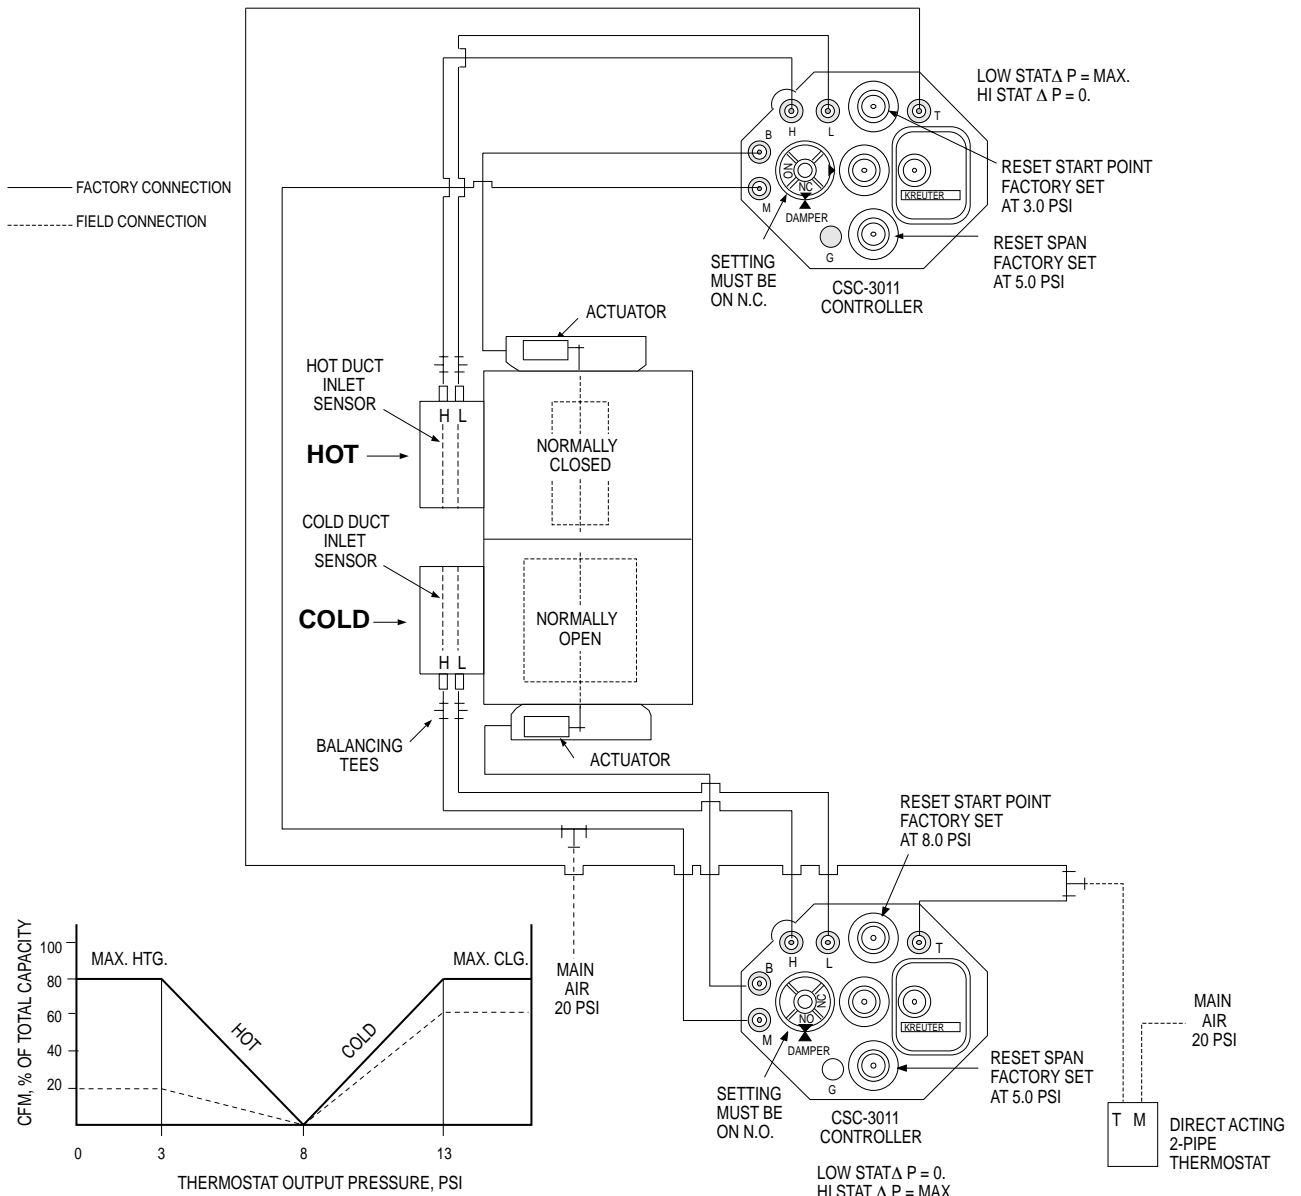 LOW STATΔ P = MAX.
HI STAT Δ P = 0.
T
H
L
B
M
ON
NC
DAMPER
G
KREUTER
RESET START POINT
FACTORY SET
AT 3.0 PSI
RESET SPAN
FACTORY SET
AT 5.0 PSI
SETTING
MUST BE
ON N.C.
CSC-3011
CONTROLLER
FACTORY CONNECTION
FIELD CONNECTION
ACTUATOR
HOT DUCT
INLET
SENSOR
H L
HOT
NORMALLY
CLOSED
COLD DUCT
INLET
SENSOR
COLD
NORMALLY
OPEN
H L
BALANCING
TEES
ACTUATOR
RESET START POINT
FACTORY SET
AT 8.0 PSI
MAIN
AIR
20 PSI
H
L
T
B
M
NC
NO
DAMPER
G
KREUTER
SETTING
MUST BE
ON N.O.
RESET SPAN
FACTORY SET
AT 5.0 PSI
CSC-3011
CONTROLLER
LOW STATΔ P = 0.
HI STAT Δ P = MAX
MAIN
AIR
20 PSI
T M
DIRECT ACTING
2-PIPE
THERMOSTAT
CFM, % OF TOTAL CAPACITY
100
80
60
40
20
MAX. HTG.
MAX. CLG.
HOT
COLD
0
3
8
13
THERMOSTAT OUTPUT PRESSURE, PSI